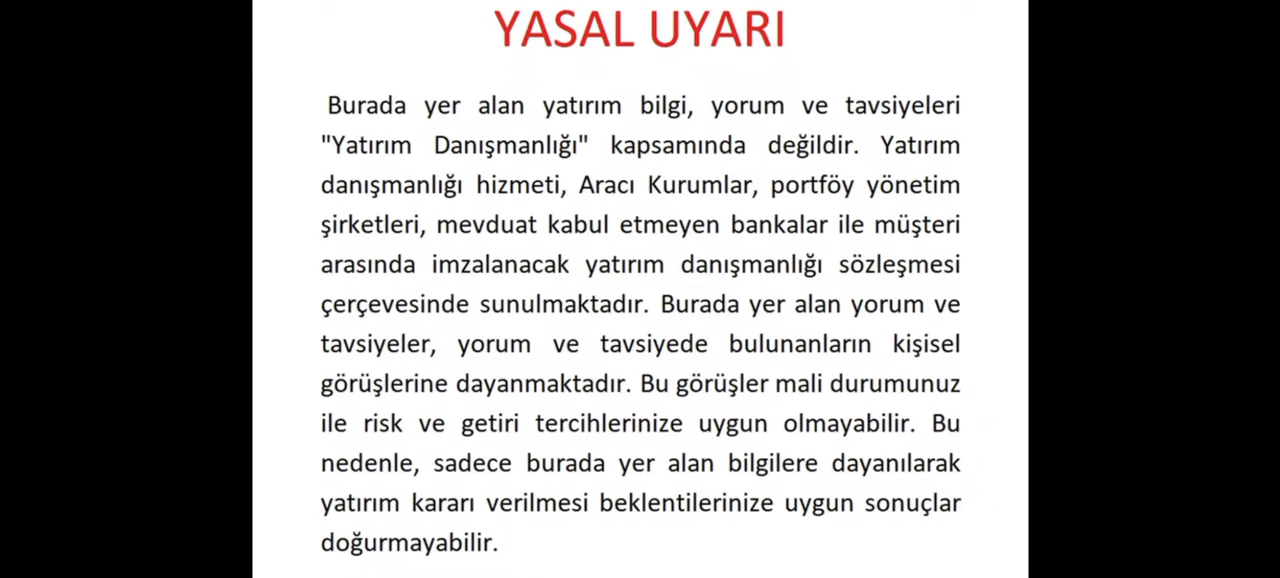 YASAL UYARI
Burada yer alan yatırım bilgi, yorum ve tavsiyeleri
"Yatırım Danışmanlığı" kapsamında değildir. Yatırım
danışmanlığı hizmeti, Aracı Kurumlar, portföy yönetim
şirketleri, mevduat kabul etmeyen bankalar ile müşteri
arasında imzalanacak yatırım danışmanlığı sözleşmesi
çerçevesinde sunulmaktadır. Burada yer alan yorum ve
tavsiyeler, yorum ve tavsiyede bulunanların kişisel
görüşlerine dayanmaktadır. Bu görüşler mali durumunuz
ile risk ve getiri tercihlerinize uygun olmayabilir. Bu
nedenle, sadece burada yer alan bilgilere dayanılarak
yatırım kararı verilmesi beklentilerinize uygun sonuçlar
doğurmayabilir.